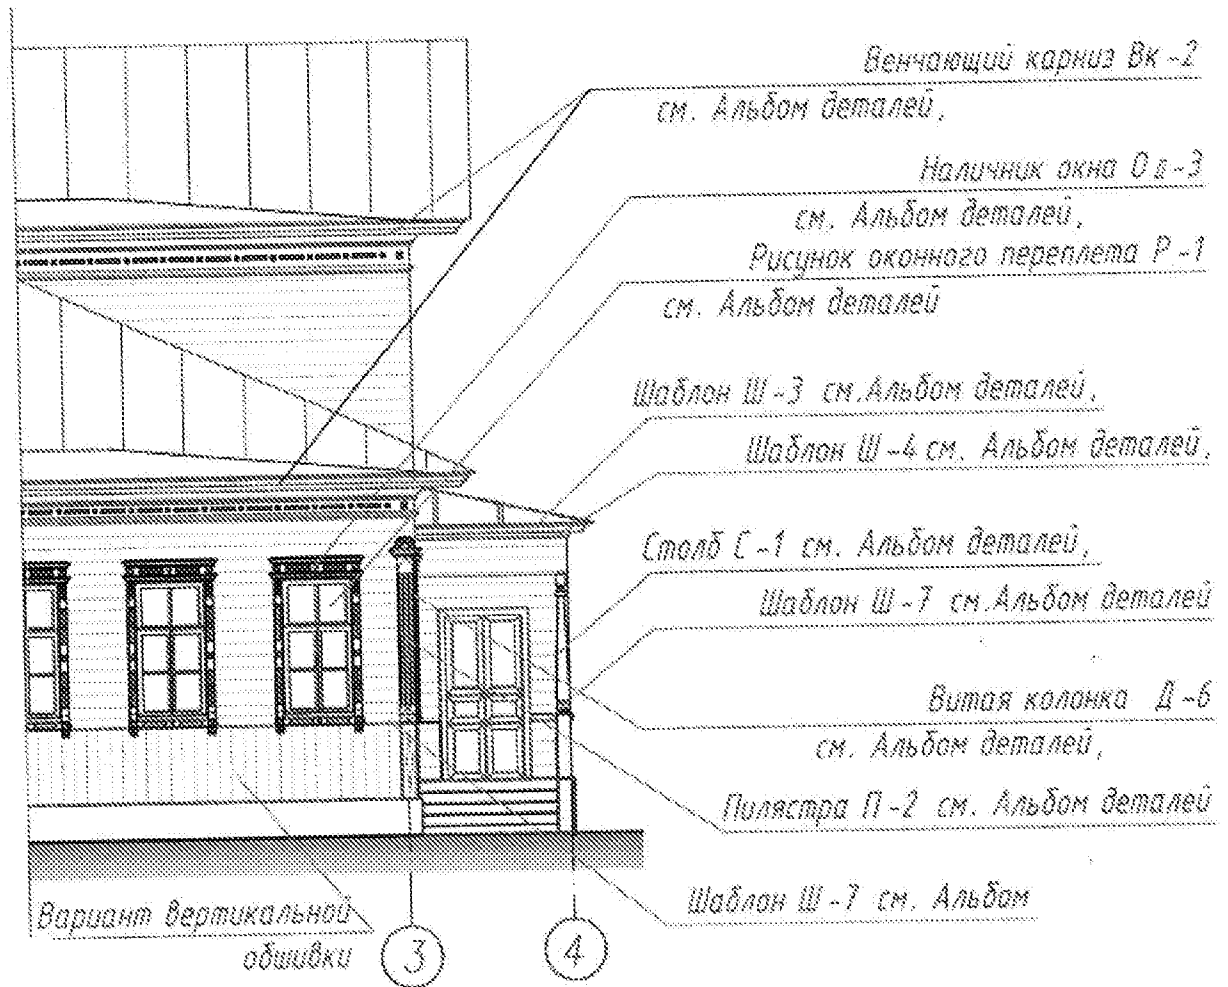 Венчающий карниз Вк-2
см. Альбом деталей,
Наличник окна Од-3
см. Альбом деталей,
Рисунок оконного переплета Р-1
см. Альбом деталей
Шаблон Ш-3 см.Альбом деталей,
Шаблон Ш-4 см. Альбом деталей,
Столб С-1 см. Альбом деталей,
Шаблон Ш-7 см.Альбом деталей
Витая колонка Д-6
см. Альбом деталей,
Пилястра П-2 см. Альбом деталей
Шаблон Ш-7 см. Альбом
Вариант вертикальной
обшивки
3
4